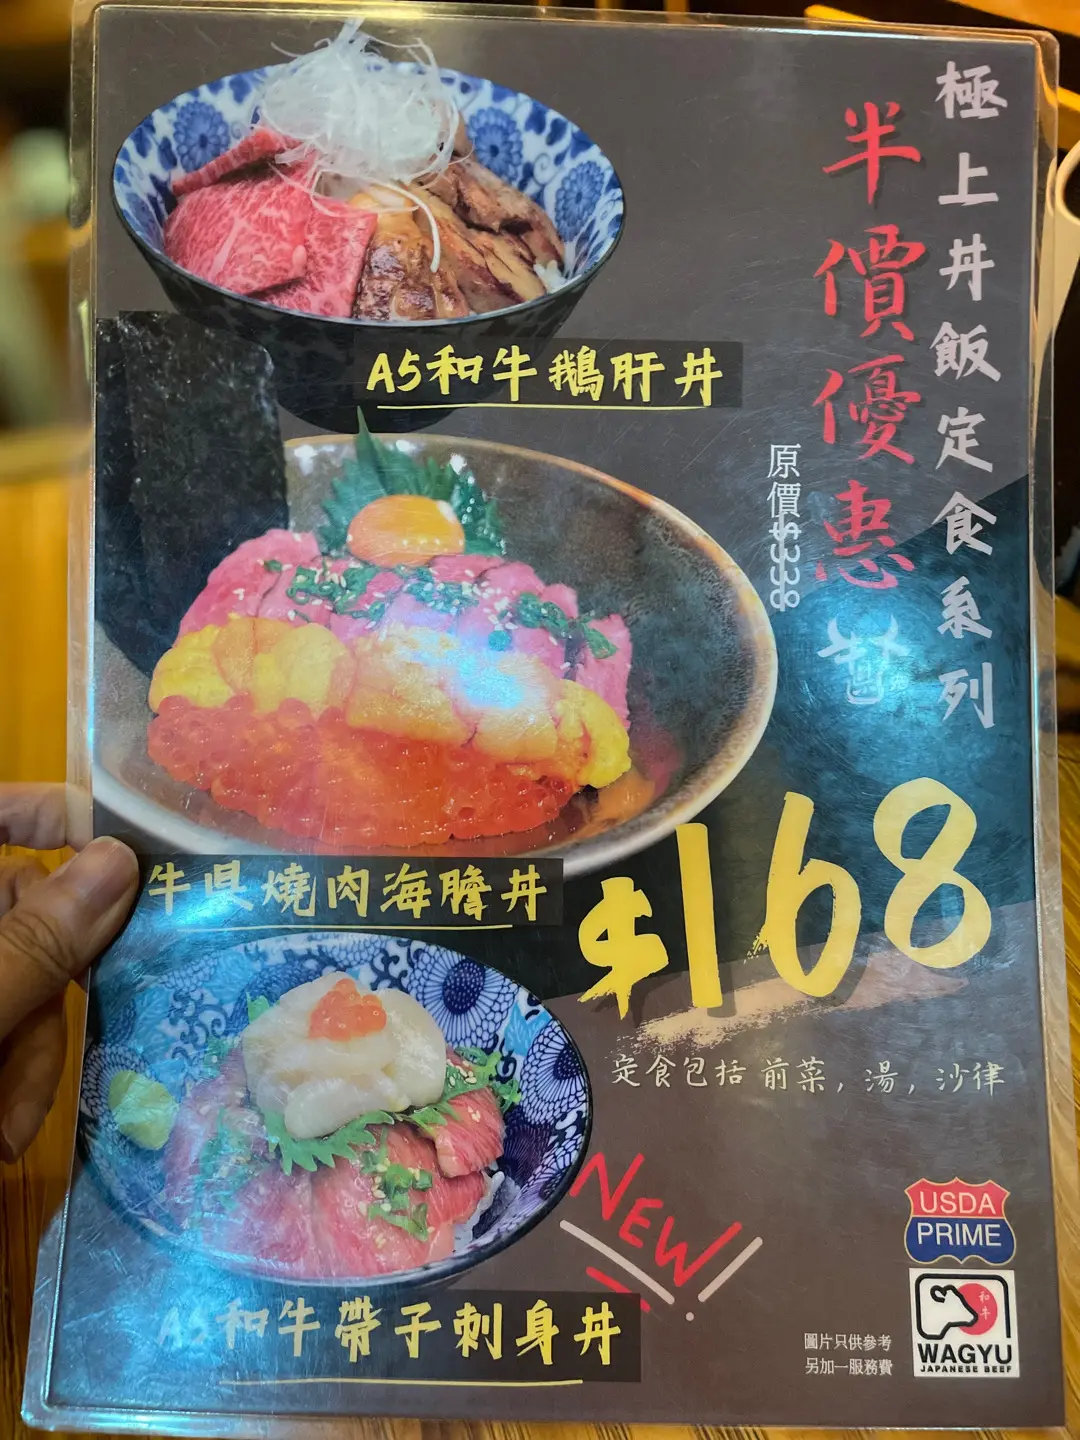 極上丼飯定食系列
半價優惠
原價$336
A5和牛鵝肝丼
牛良燒肉海膽丼
$168
定食包括 前菜, 湯, 沙律
A5和牛帶子刺身丼
NEW!
USDA
PRIME
和牛
WAGYU
JAPANESE BEEF
圖片只供參考
另加一服務費